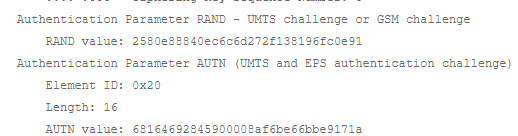 Authentication Parameter RAND - UMTS challenge or GSM challenge
RAND value: 2580e88840ec6c6d272f138196fc0e91
Authentication Parameter AUTN (UMTS and EPS authentication challenge)
Element ID: 0x20
Length: 16
AUTN value: 68164692845900008af6be66bbe9171a